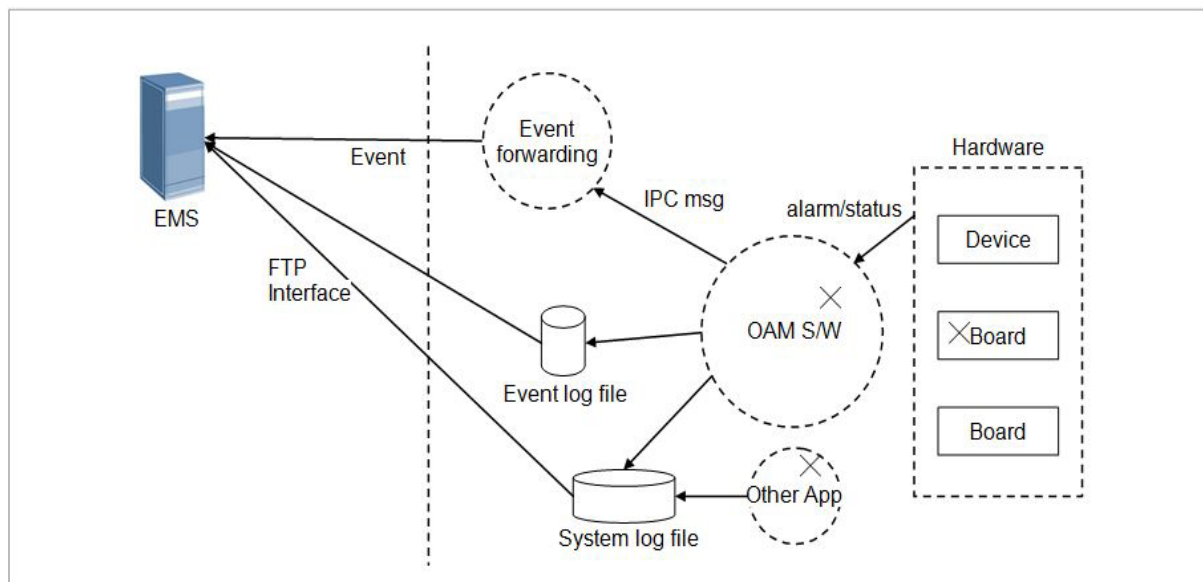 Event
forwarding
Hardware
Event
EMS
IPC msg
alarm/status
Device
FTP
Interface
OAM S/W
Board
Event log file
Board
Other App
System log file